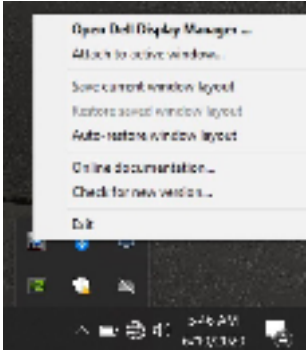 Open Dell Display Manager ...
Attach to active window...
Save current window layout
Restore saved window layout
Auto-restore window layout
Online documentation...
Check for new version...
Exit
AM